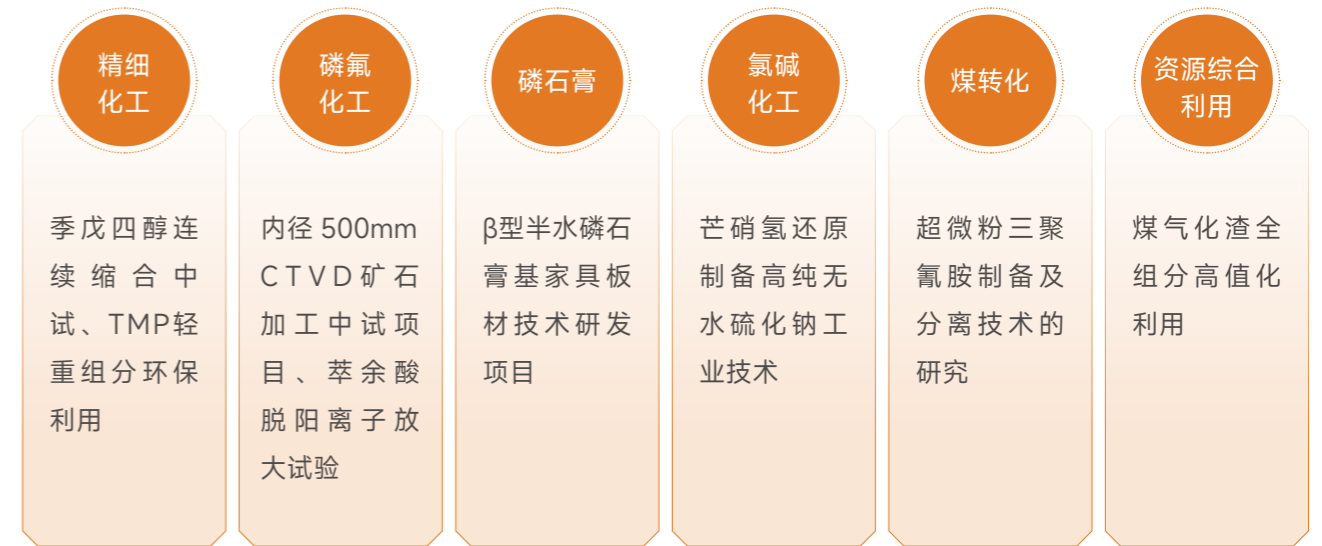 精细
化工
季戊四醇连
续缩合中
试、TMP轻
重组分环保
利用
磷氟
化工
内径 500mm
CTVD矿石
加工中试项
目、萃余酸
脱阳离子放
大试验
磷石膏
β型半水磷石
膏基家具板
材技术研发
项目
氯碱
化工
芒硝氢还原
制备高纯无
水硫化钠工
业技术
煤转化
超微粉三聚
氰胺制备及
分离技术的
研究
资源综合
利用
煤气化渣全
组分高值化
利用